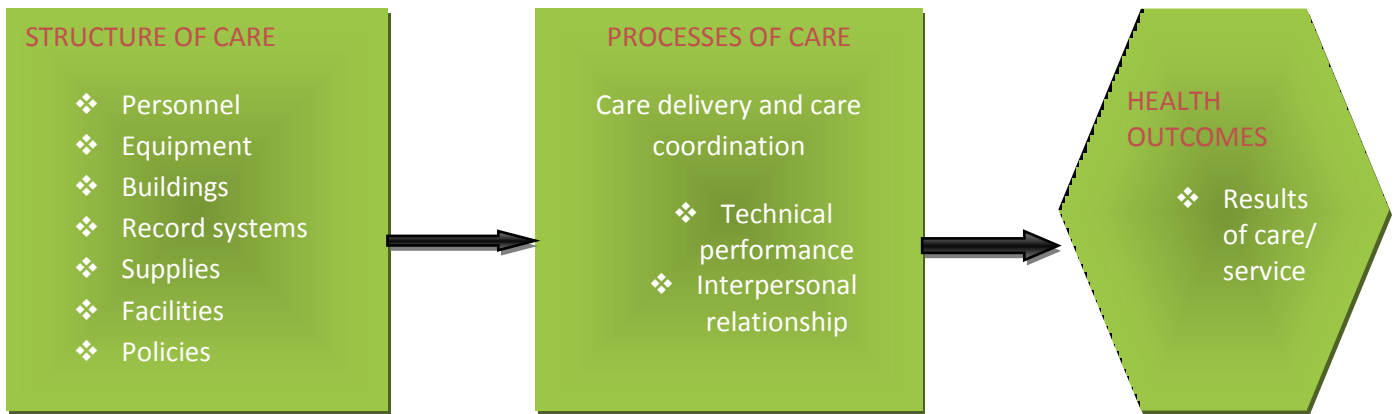 STRUCTURE OF CARE
❖ Personnel
❖ Equipment
❖ Buildings
❖ Record systems
❖ Supplies
❖ Facilities
❖ Policies
PROCESSES OF CARE
Care delivery and care
coordination
❖ Technical
performance
❖ Interpersonal
relationship
HEALTH
OUTCOMES
❖ Results
of care/
service